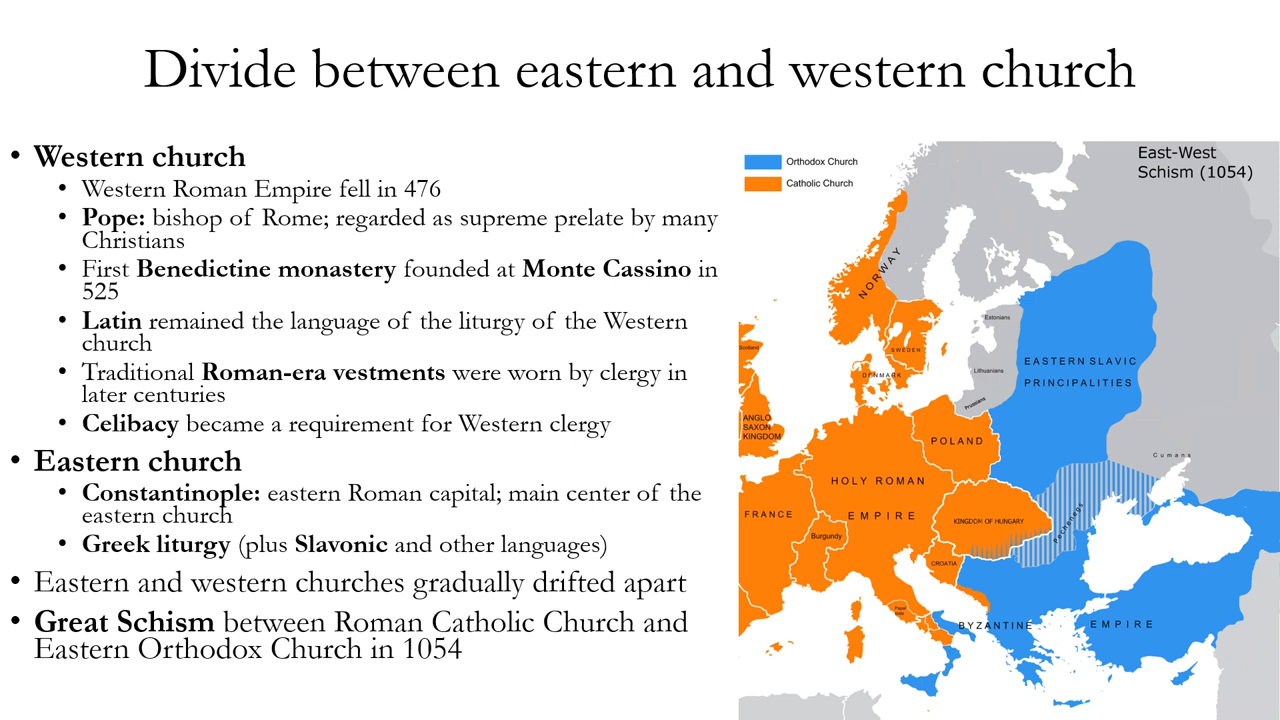 Divide between eastern and western church
• Western church
• Western Roman Empire fell in 476
• Pope: bishop of Rome; regarded as supreme prelate by many
Christians
• First Benedictine monastery founded at Monte Cassino in
525
• Latin remained the language of the liturgy of the Western
church
• Traditional Roman-era vestments were worn by clergy in
later centuries
• Celibacy became a requirement for Western clergy
• Eastern church
• Constantinople: eastern Roman capital; main center of the
eastern church
• Greek liturgy (plus Slavonic and other languages)
• Eastern and western churches gradually drifted apart
• Great Schism between Roman Catholic Church and
Eastern Orthodox Church in 1054
Orthodox Church
Catholic Church
East-West
Schism (1054)
NORWAY
Estonians
Scotland
SWEDEN
EASTERN SLAVIC
PRINCIPALITIES
Lithuanians
DENMARK
Prussians
ANGLO
SAXON
KINGDOM
POLAND
Cumans
HOLY ROMAN
EMPIRE
FRANCE
KINGDOM OF HUNGARY
Pechenegs
Burgundy
CROATIA
Papal
BYZANTINE EMPIRE